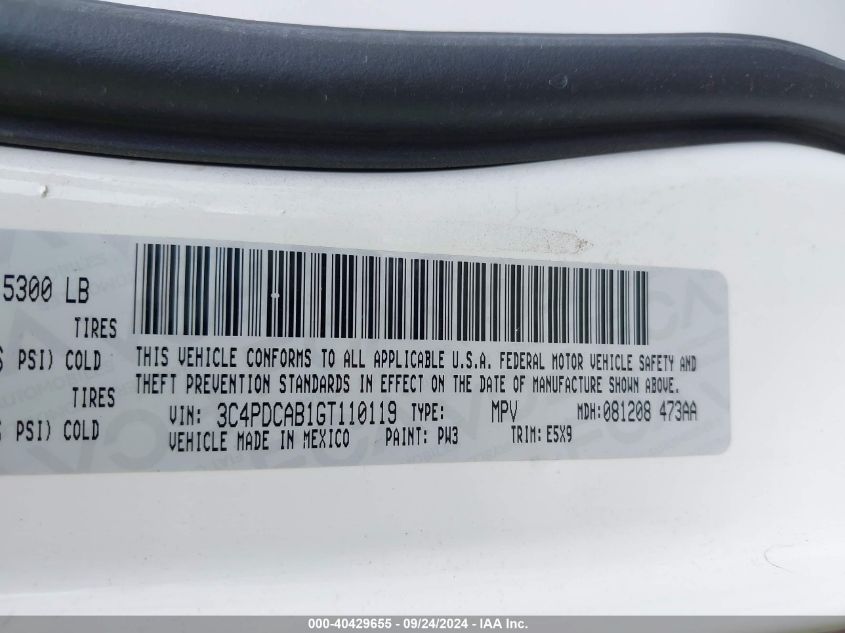 5300 LB
TIRES
PSI) COLD
TIRES
PSI) COLD
THIS VEHICLE CONFORMS TO ALL APPLICABLE U.S.A. FEDERAL MOTOR VEHICLE SAFETY AND
THEFT PREVENTION STANDARDS IN EFFECT ON THE DATE OF MANUFACTURE SHOWN ABOVE.
VIN: 3C4PDCAB1GT110119 TYPE: MPV MDH:081208 473AA
VEHICLE MADE IN MEXICO PAINT: PW3 TRIM: E5X9
000-40429655 - 09/24/2024 - IAA Inc.